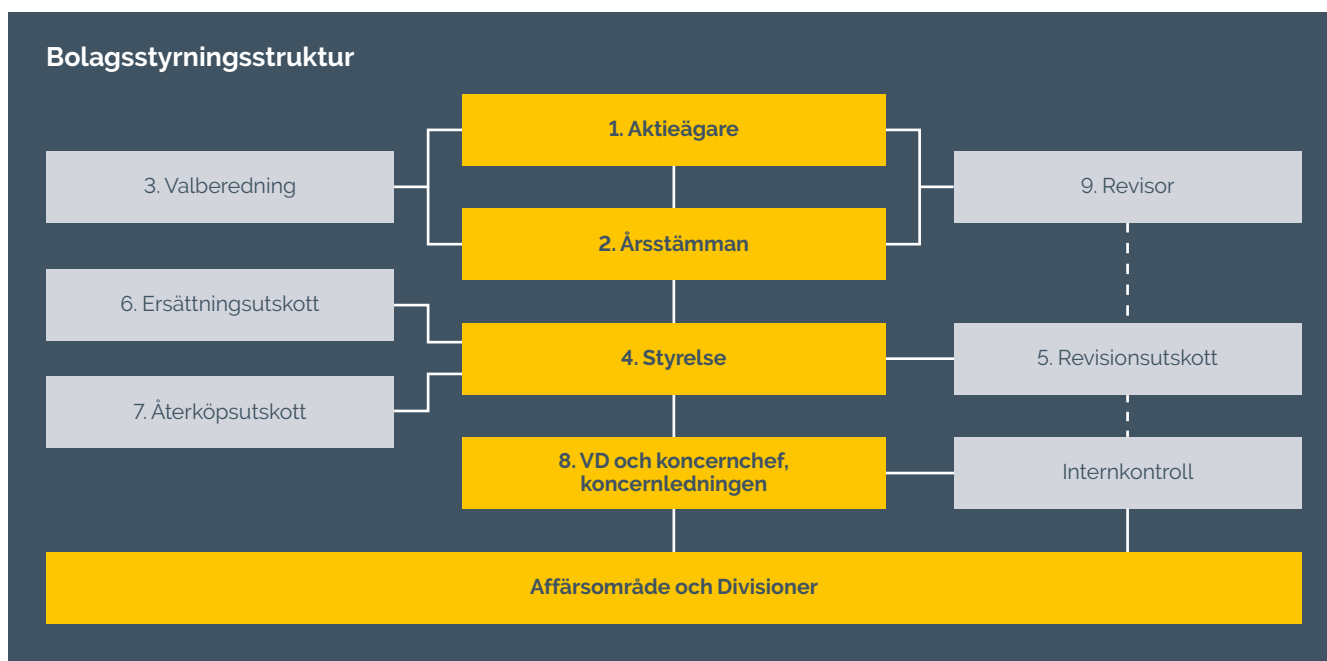 Bolagsstyrningsstruktur
1. Aktieägare
3. Valberedning
9. Revisor
2. Årsstämman
6. Ersättningsutskott
4. Styrelse
5. Revisionsutskott
7. Återköpsutskott
8. VD och koncernchef,
koncernledningen
Internkontroll
Affärsområde och Divisioner